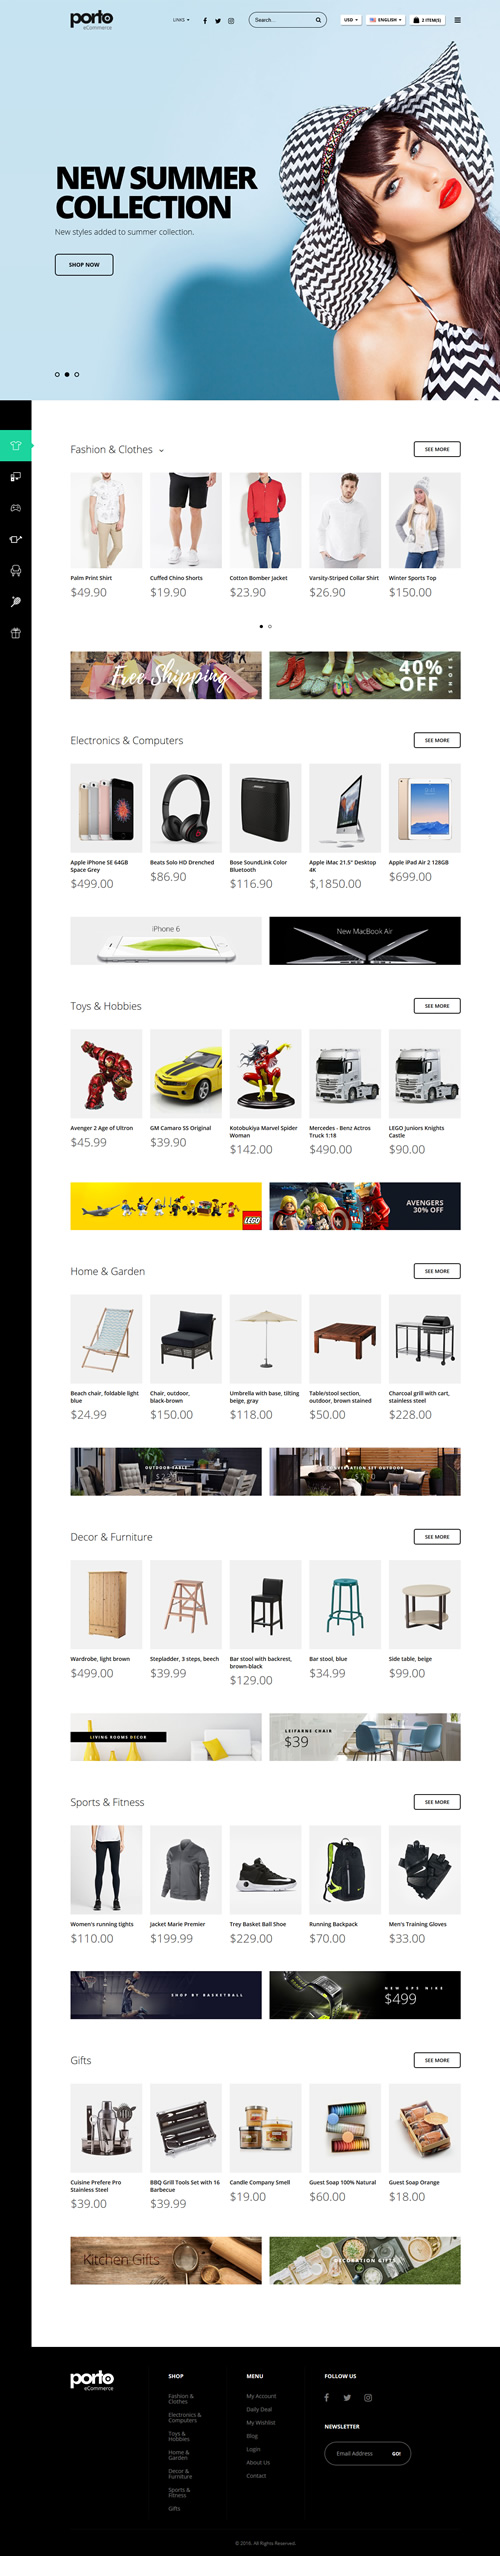 porto
eCommerce
LINKS
Search...
USD
ENGLISH
2 ITEM(S)
NEW SUMMER
COLLECTION
New styles added to summer collection.
SHOP NOW
Fashion & Clothes
SEE MORE
Palm Print Shirt
$49.90
Cuffed Chino Shorts
$19.90
Cotton Bomber Jacket
$23.90
Varsity-Striped Collar Shirt
$26.90
Winter Sports Top
$150.00
Free Shipping
40%
OFF
SHOES
Electronics & Computers
SEE MORE
Apple iPhone SE 64GB
Space Grey
$499.00
Beats Solo HD Drenched
$86.90
Bose SoundLink Color
Bluetooth
$116.90
Apple iMac 21.5" Desktop
4K
$,1850.00
Apple iPad Air 2 128GB
$699.00
iPhone 6
New MacBook Air
Toys & Hobbies
SEE MORE
Avenger 2 Age of Ultron
$45.99
GM Camaro SS Original
$39.90
Kotobukiya Marvel Spider
Woman
$142.00
Mercedes - Benz Actros
Truck 1:18
$490.00
LEGO Juniors Knights
Castle
$90.00
LEGO
AVENGERS
30% OFF
Home & Garden
SEE MORE
Beach chair, foldable light
blue
$24.99
Chair, outdoor,
black-brown
$150.00
Umbrella with base, tilting
beige, gray
$118.00
Table/stool section,
outdoor, brown stained
$50.00
Charcoal grill with cart,
stainless steel
$228.00
OUTDOOR TABLE
SET OUTDOOR
$210
Decor & Furniture
SEE MORE
Wardrobe, light brown
$499.00
Stepladder, 3 steps, beech
$39.99
Bar stool with backrest,
brown-black
$129.00
Bar stool, blue
$34.99
Side table, beige
$99.00
LIVING ROOMS DECOR
LEIFARNE CHAIR
$39
Sports & Fitness
SEE MORE
Women's running tights
$110.00
Jacket Marie Premier
$199.99
Trey Basket Ball Shoe
$229.00
Running Backpack
$70.00
Men's Training Gloves
$33.00
SHOP BY BASKETBALL
NEW GPS NIKE
$499
Gifts
SEE MORE
Cuisine Prefere Pro
Stainless Steel
$39.00
BBQ Grill Tools Set with 16
Barbecue
$39.99
Candle Company Smell
$19.00
Guest Soap 100% Natural
$60.00
Guest Soap Orange
$18.00
Kitchen Gifts
DECORATION GIFTS
porto
eCommerce
SHOP
Fashion &
Clothes
Electronics &
Computers
Toys &
Hobbies
Home &
Garden
Decor &
Furniture
Sports &
Fitness
Gifts
MENU
My Account
Daily Deal
My Wishlist
Blog
Login
About Us
Contact
FOLLOW US
NEWSLETTER
Email Address
GO!
© 2016. All Rights Reserved.